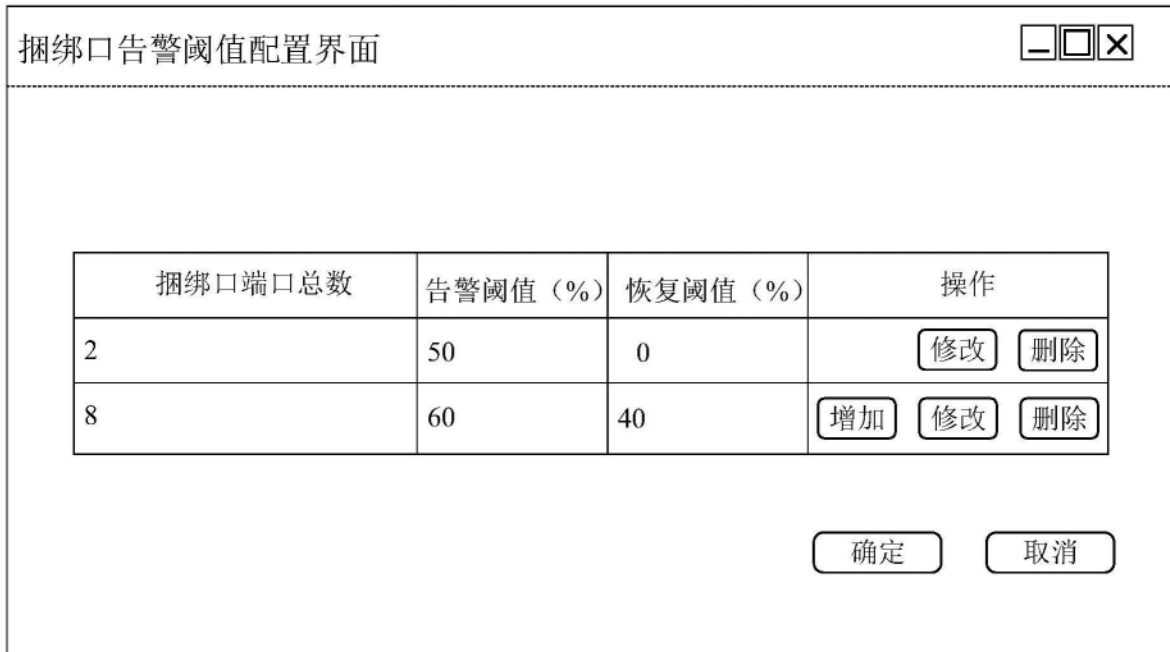 捆绑口告警阈值配置界面
捆绑口端口总数 告警阈值（%） 恢复阈值（%） 操作
2 50 0 修改 删除
8 60 40 增加 修改 删除
确定 取消